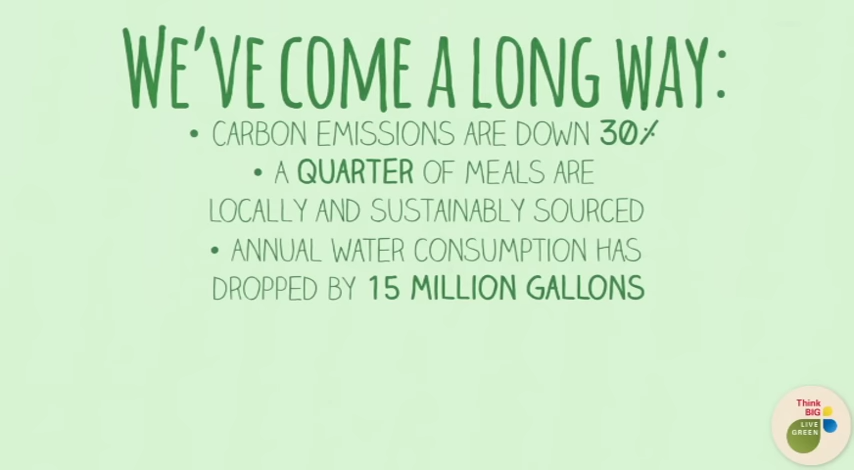 WE'VE COME A LONG WAY:
• CARBON EMISSIONS ARE DOWN 30%
• A QUARTER OF MEALS ARE
LOCALLY AND SUSTAINABLY SOURCED
• ANNUAL WATER CONSUMPTION HAS
DROPPED BY 15 MILLION GALLONS
Think
BIG
LIVE
GREEN